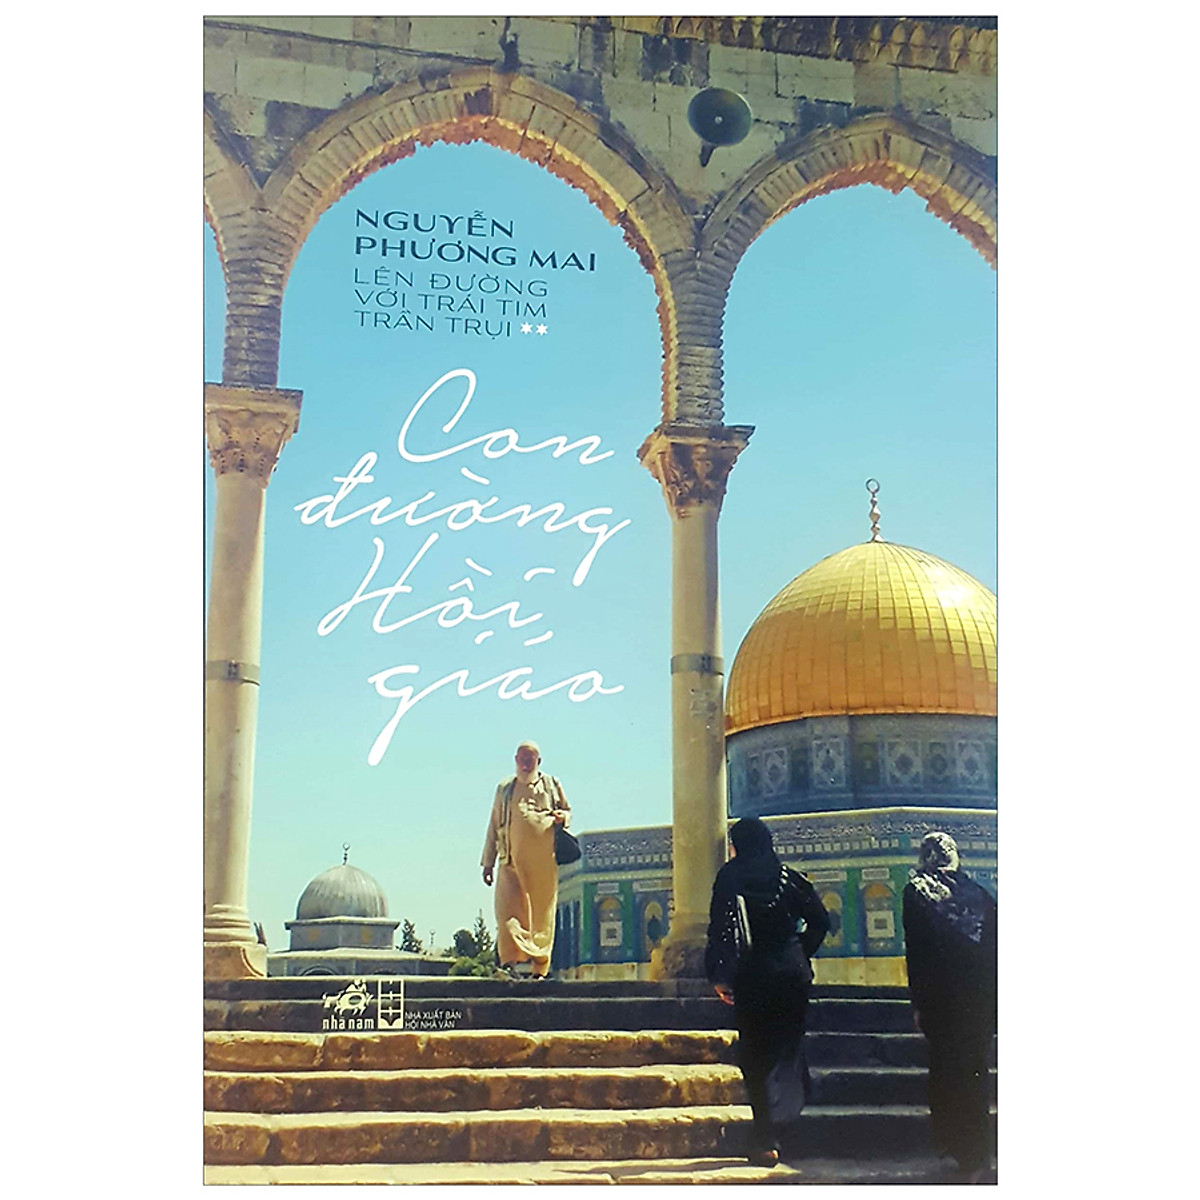 NGUYỄN
PHƯƠNG MAI
LÊN ĐƯỜNG
VỚI TRÁI TIM
TRẦN TRỤI **
Con
đường
Hồi
giáo
nhã nam
NHÀ XUẤT BẢN
HỘI NHÀ VĂN